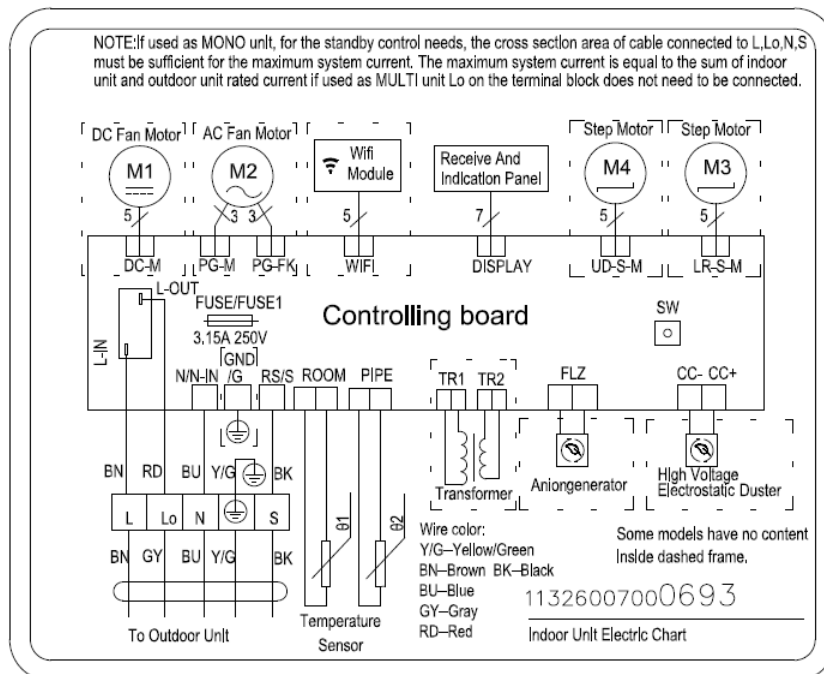 NOTE:If used as MONO unit, for the standby control needs, the cross section area of cable connected to L,Lo,N,S
must be sufficient for the maximum system current. The maximum system current is equal to the sum of indoor
unit and outdoor unit rated current if used as MULTI unit Lo on the terminal block does not need to be connected.
DC Fan Motor
AC Fan Motor
Step Motor
Step Motor
M1
M2
Wifi
Module
Receive And
Indication Panel
M4
M3
5
3
3
5
7
5
5
DC-M
PG-M
PG-FK
WIFI
DISPLAY
UD-S-M
LR-S-M
L-OUT
L-IN
FUSE/FUSE1
3.15A 250V
Controlling board
SW
N/N-IN
[GND]
/G
RS/S
ROOM
PIPE
TR1
TR2
FLZ
CC- CC+
BN
RD
BU
Y/G
BK
Transformer
Aniongenerator
High Voltage
Electrostatic Duster
L
Lo
N
S
θ1
θ2
BN
GY
BU
Y/G
BK
To Outdoor Unit
Temperature
Sensor
Wire color:
Y/G—Yellow/Green
BN—Brown BK—Black
BU—Blue
GY—Gray
RD—Red
Some models have no content
Inside dashed frame.
11326007000693
Indoor Unit Electric Chart